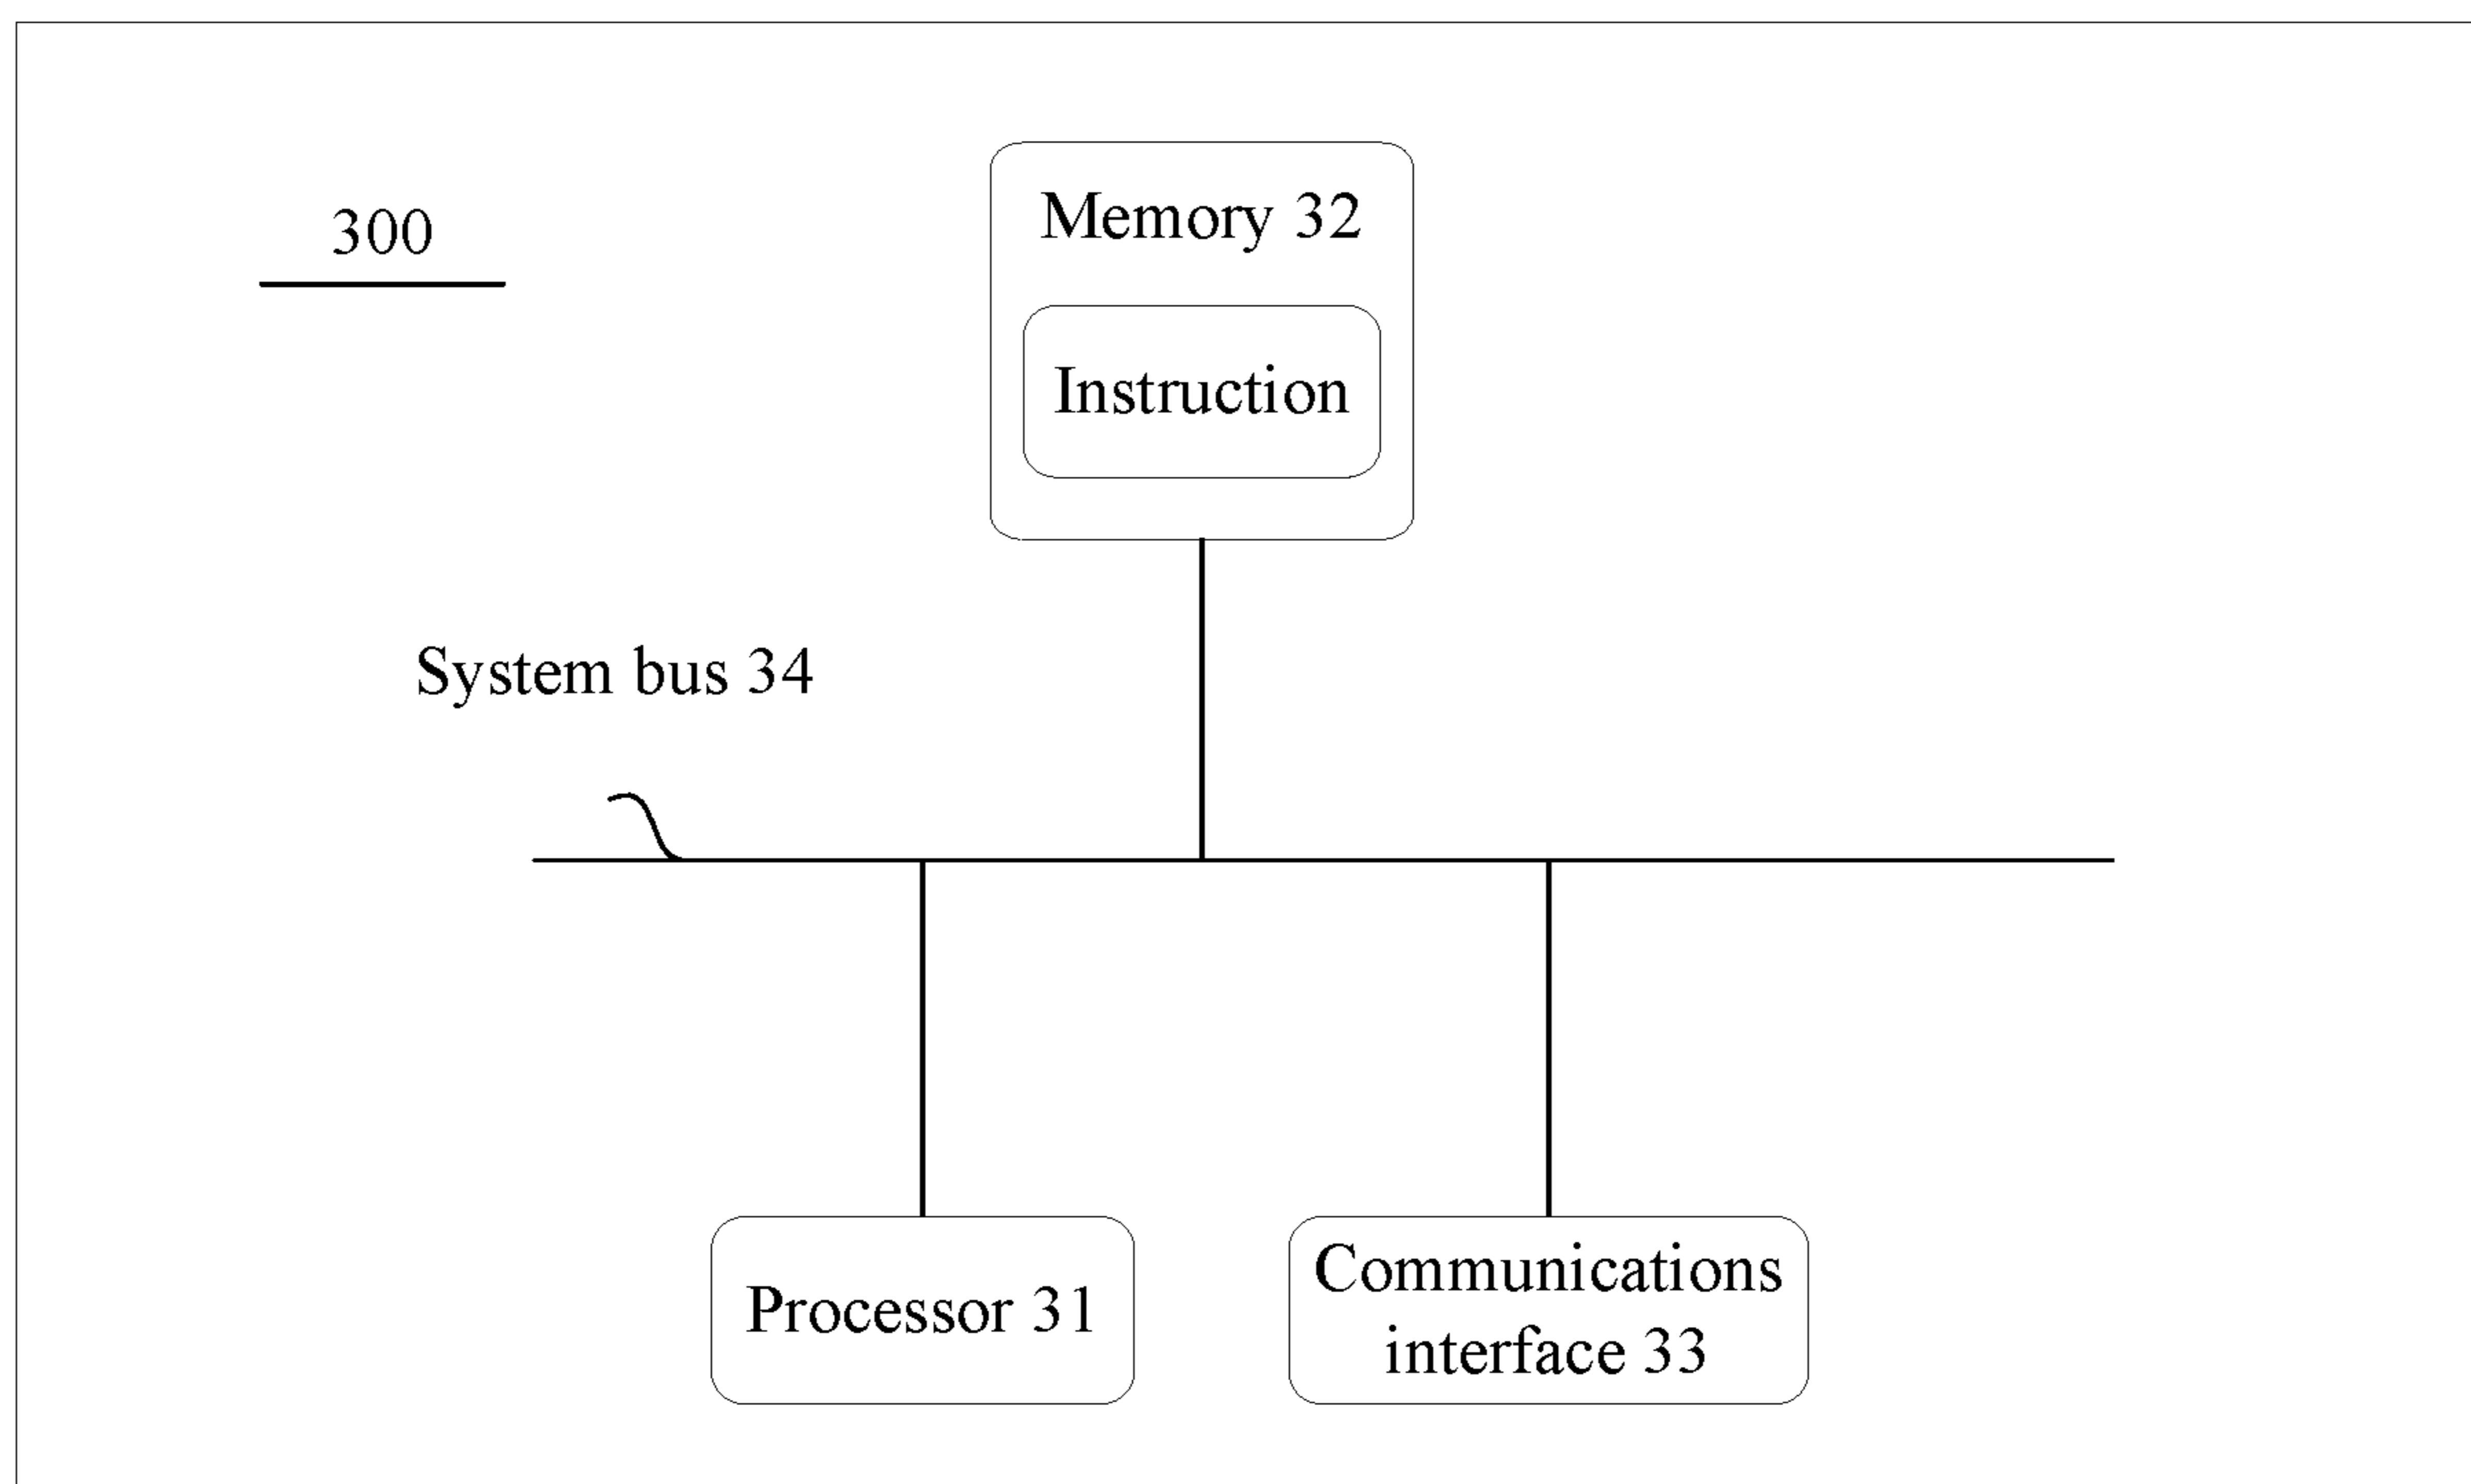 300
Memory 32
Instruction
System bus 34
Processor 31
Communications
interface 33